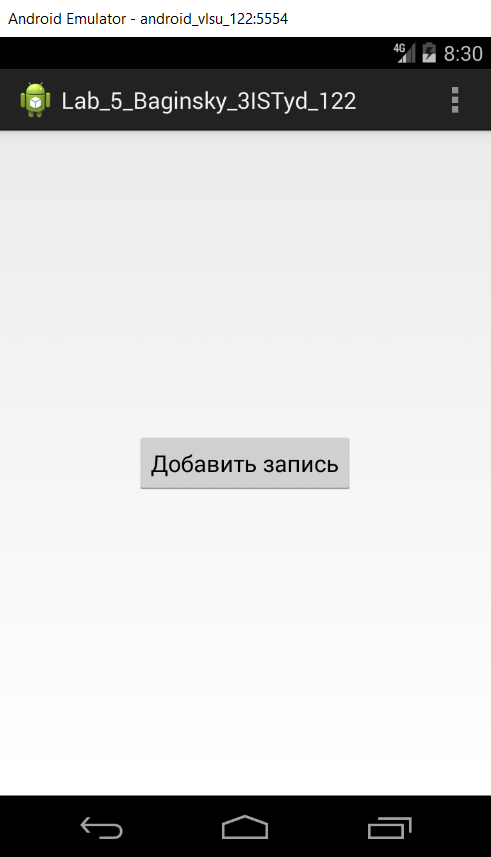 Android Emulator - android_vlsu_122:5554
4G 8:30
Lab_5_Baginsky_3ISTyd_122
Добавить запись